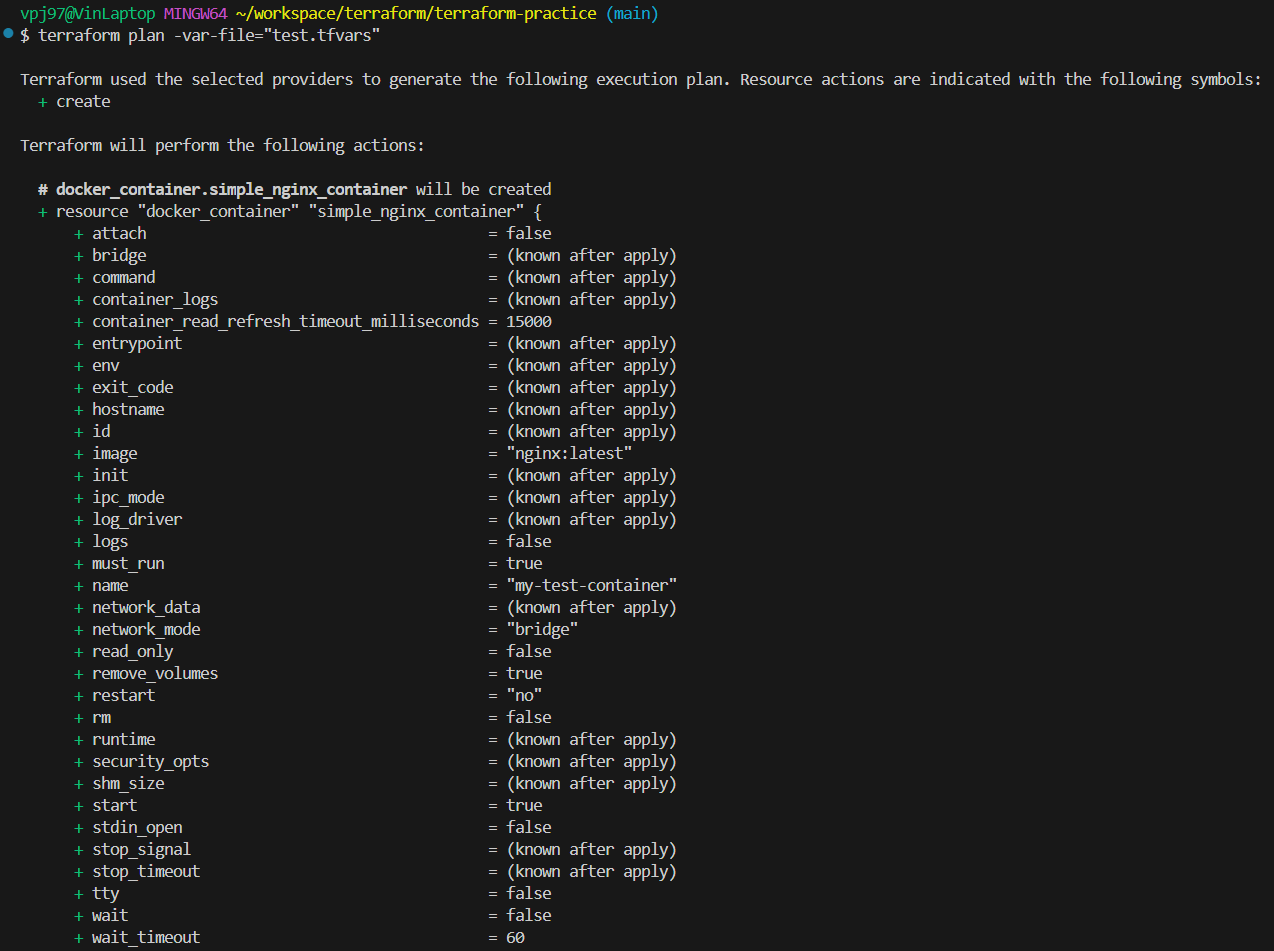 vpj97@VinLaptop MINGW64 ~/workspace/terraform/terraform-practice (main)
$ terraform plan -var-file="test.tfvars"
Terraform used the selected providers to generate the following execution plan. Resource actions are indicated with the following symbols:
+ create
Terraform will perform the following actions:
# docker_container.simple_nginx_container will be created
+ resource "docker_container" "simple_nginx_container" {
+ attach = false
+ bridge = (known after apply)
+ command = (known after apply)
+ container_logs = (known after apply)
+ container_read_refresh_timeout_milliseconds = 15000
+ entrypoint = (known after apply)
+ env = (known after apply)
+ exit_code = (known after apply)
+ hostname = (known after apply)
+ id = (known after apply)
+ image = "nginx:latest"
+ init = (known after apply)
+ ipc_mode = (known after apply)
+ log_driver = (known after apply)
+ logs = false
+ must_run = true
+ name = "my-test-container"
+ network_data = (known after apply)
+ network_mode = "bridge"
+ read_only = false
+ remove_volumes = true
+ restart = "no"
+ rm = false
+ runtime = (known after apply)
+ security_opts = (known after apply)
+ shm_size = (known after apply)
+ start = true
+ stdin_open = false
+ stop_signal = (known after apply)
+ stop_timeout = (known after apply)
+ tty = false
+ wait = false
+ wait_timeout = 60